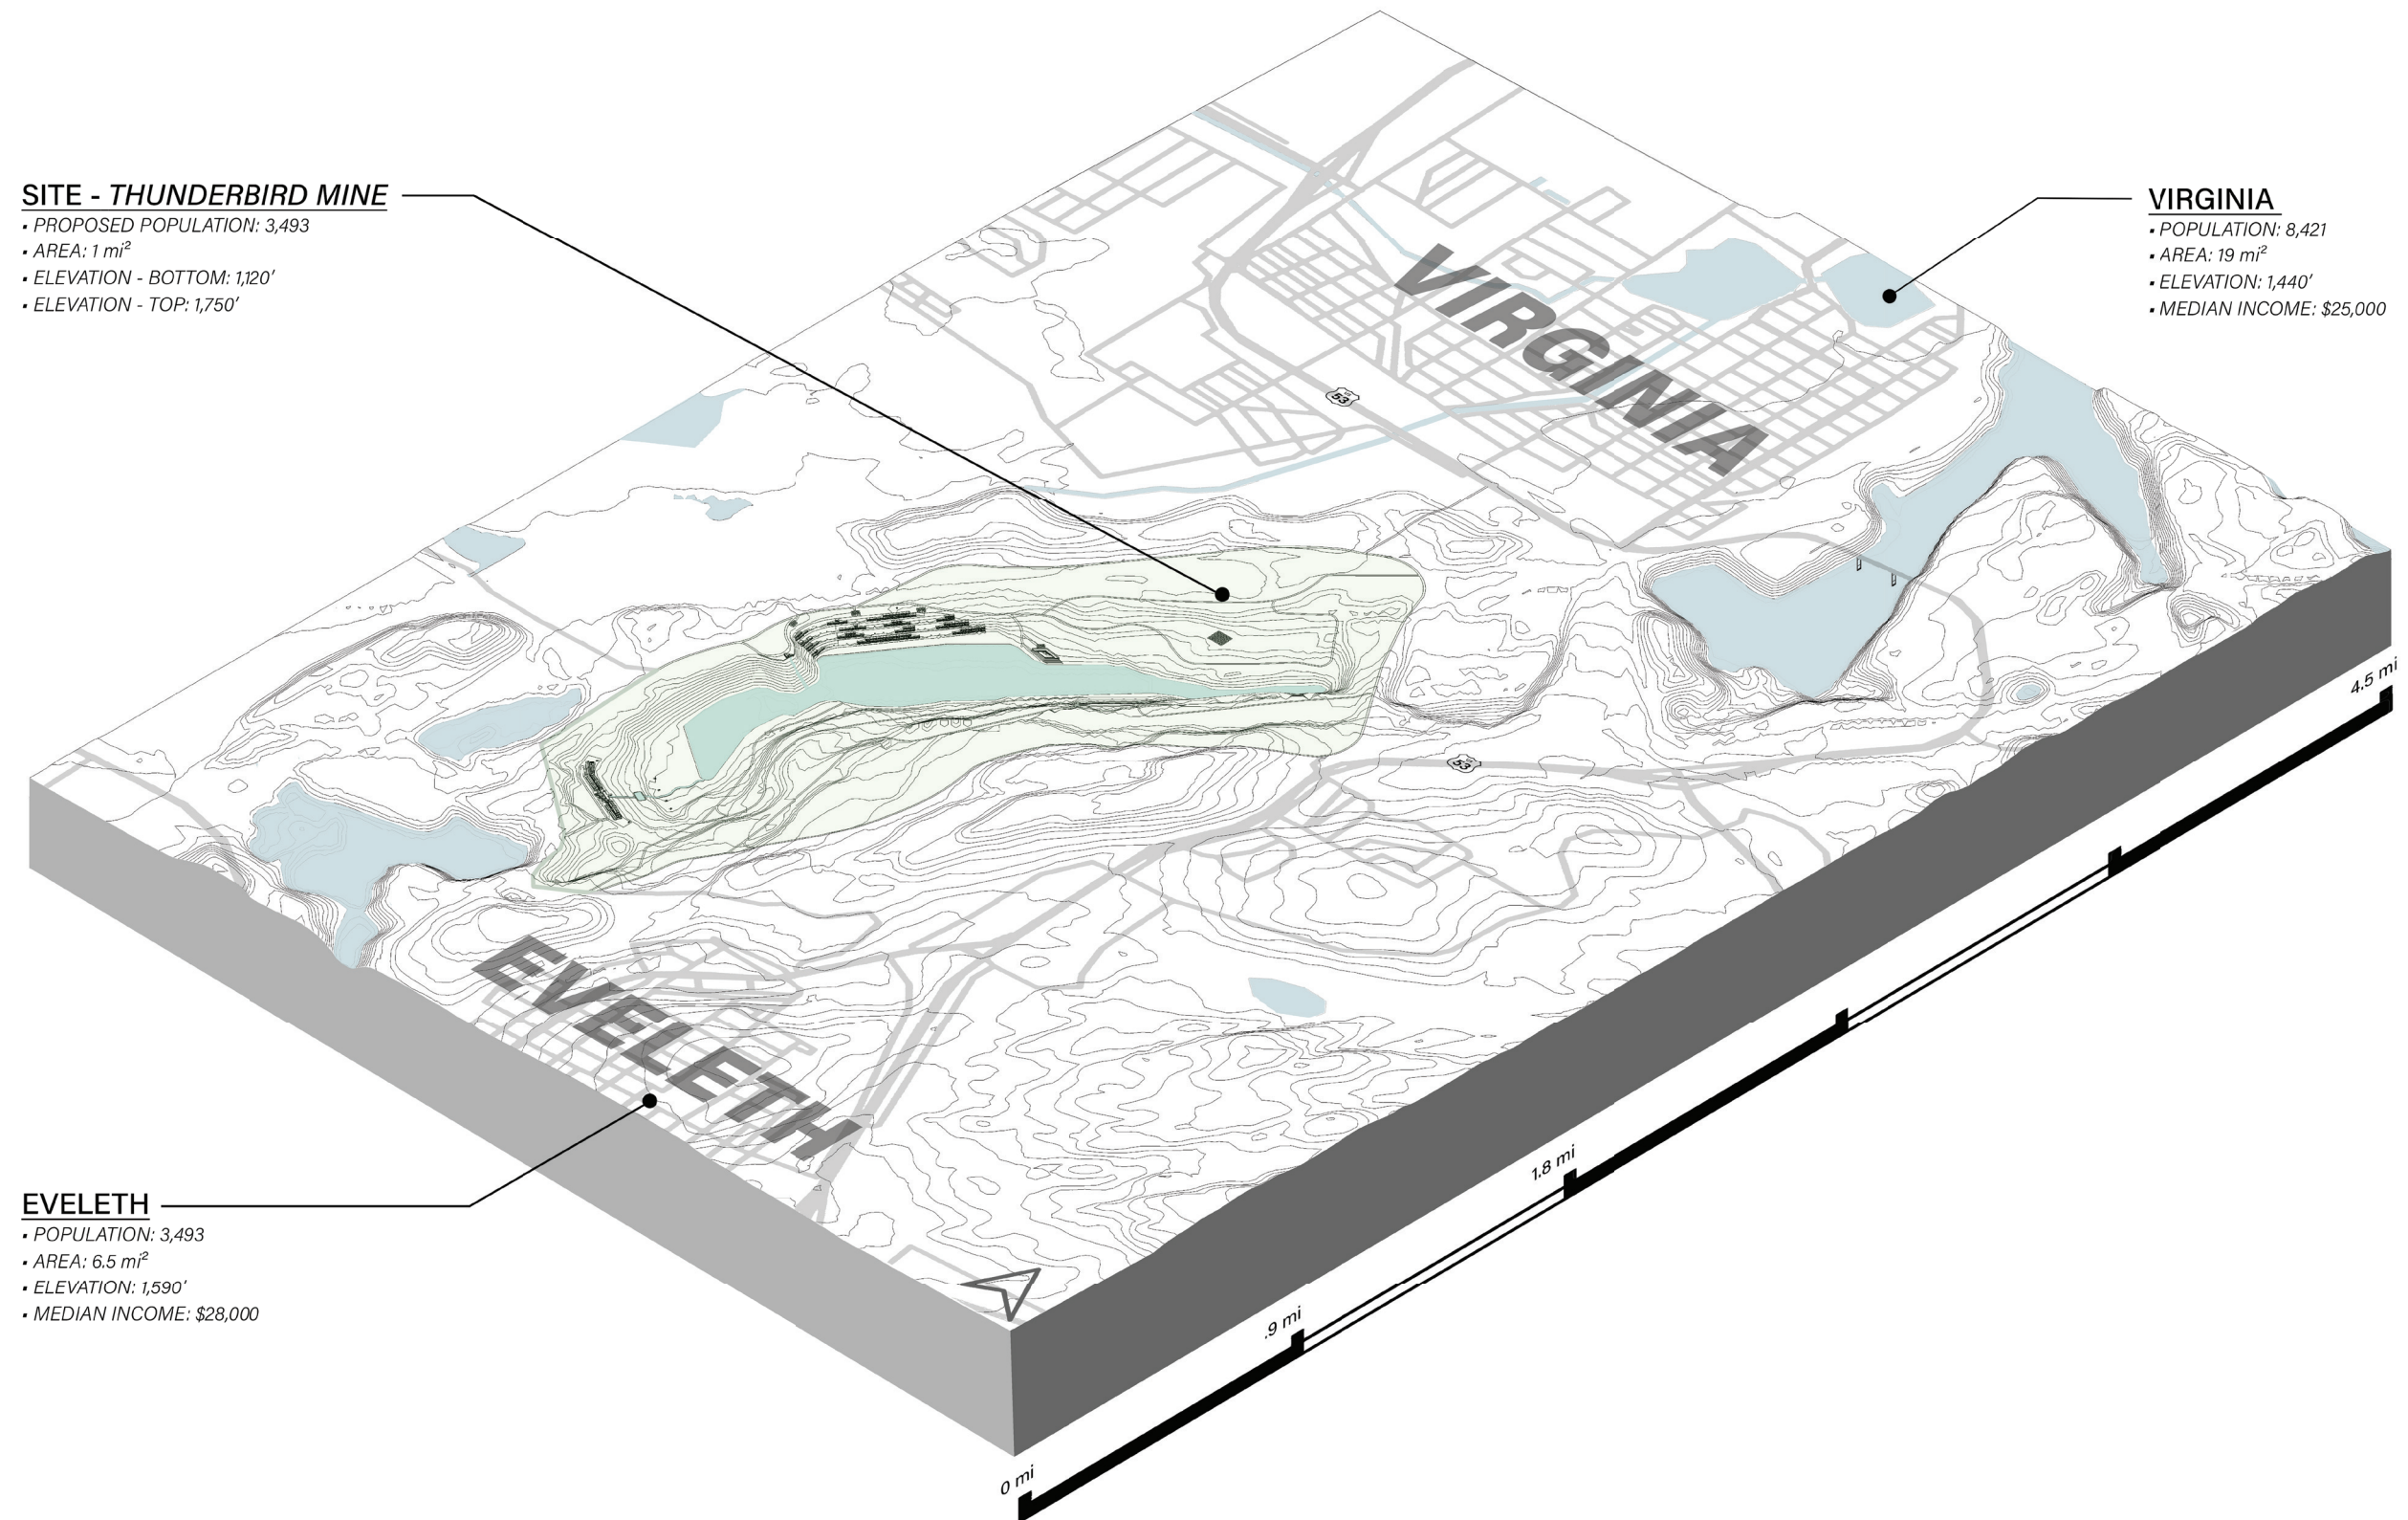 SITE - THUNDERBIRD MINE
▪ PROPOSED POPULATION: 3,493
▪ AREA: 1 mi²
▪ ELEVATION - BOTTOM: 1,120'
▪ ELEVATION - TOP: 1,750'
VIRGINIA
▪ POPULATION: 8,421
▪ AREA: 19 mi²
▪ ELEVATION: 1,440'
▪ MEDIAN INCOME: $25,000
VIRGINIA
53
53
4.5 mi
EVELETH
1.8 mi
EVELETH
▪ POPULATION: 3,493
▪ AREA: 6.5 mi²
▪ ELEVATION: 1,590'
▪ MEDIAN INCOME: $28,000
.9 mi
0 mi